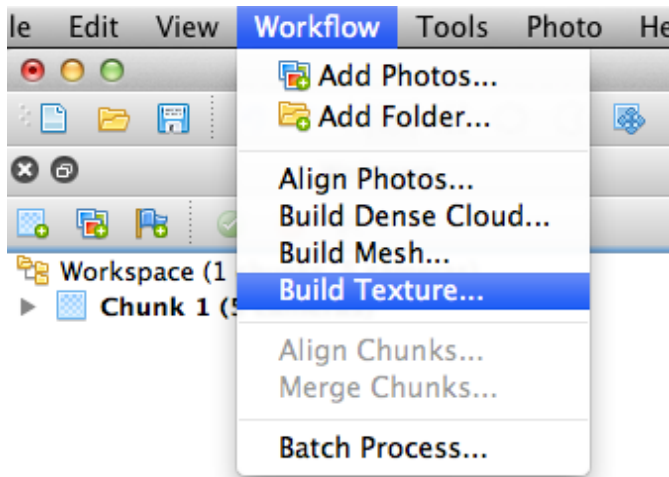 le Edit View Workflow Tools Photo He
Add Photos...
Add Folder...
Align Photos...
Build Dense Cloud...
Build Mesh...
Build Texture...
Align Chunks...
Merge Chunks...
Batch Process...
Workspace (1
Chunk 1 (5